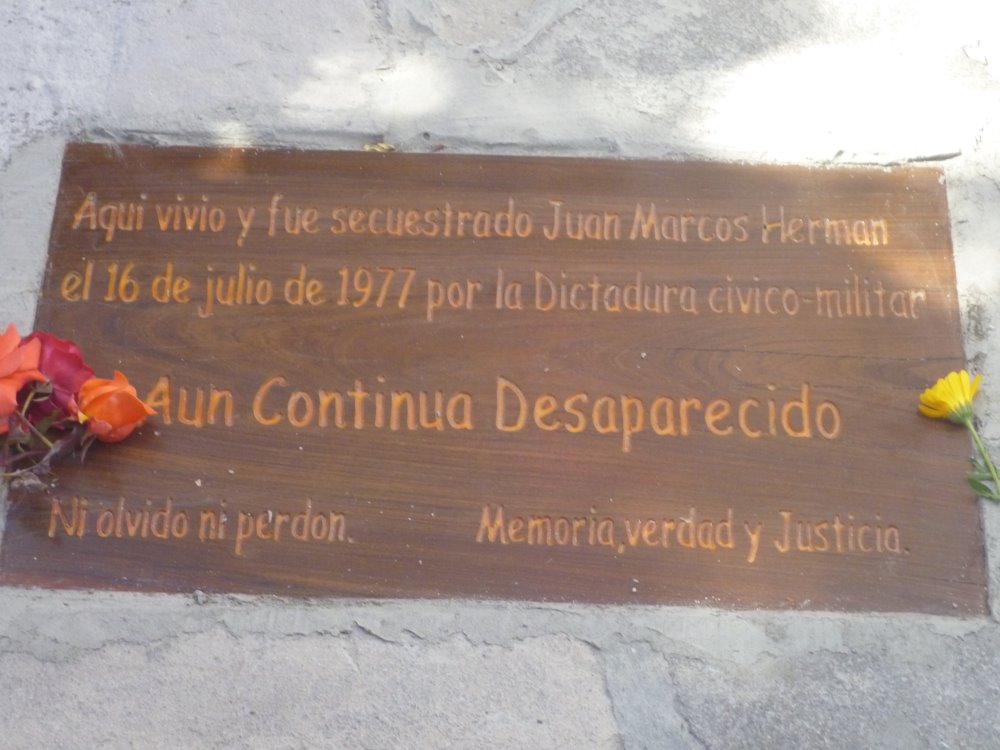 Aqui vivio y fue secuestrado Juan Marcos Herman
el 16 de julio de 1977 por la Dictadura civico-militar
Aun Continua Desaparecido
Ni olvido ni perdon. Memoria, verdad y Justicia.